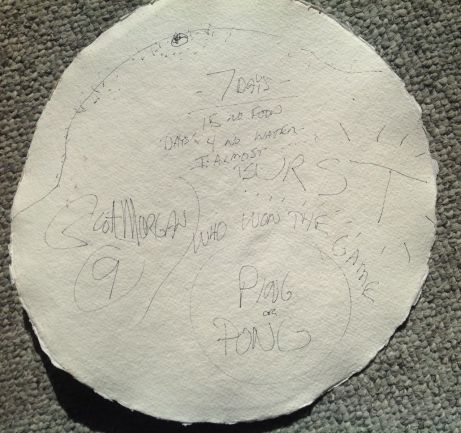 - 7 DAYS -
15 NO FOOD
DAYS 4 NO WATER
I ALMOST
BURST
SCOTT MORGAN
9
WHO WON THE GAME
PING
OR
PONG